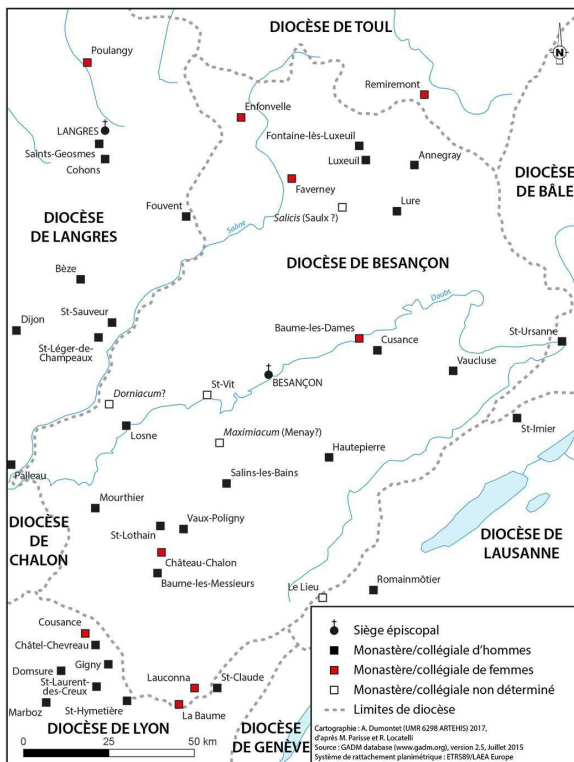 DIOCÈSE DE TOUL
Poulangy
Remiremont
N
Enfonvelle
LANGRES
Fontaine-lès-Luxeuil
Saints-Geosmes
Luxeuil
Annegray
Cohons
DIOCÈSE
DE BÂLE
Faverney
Fouvent
Salicis (Saulx ?)
Lure
DIOCÈSE
DE LANGRES
Saône
DIOCÈSE DE BESANÇON
Bèze
Doubs
St-Sauveur
Dijon
Baume-les-Dames
St-Ursanne
St-Léger-de-
Champeaux
Cusance
Vaucluse
St-Vit
BESANÇON
Dorniacum?
Losne
Maximiacum (Menay?)
St-Imier
Hautepierre
Palleau
Salins-les-Bains
Mourthier
St-Lothain
Vaux-Poligny
DIOCÈSE
DE
CHALON
DIOCÈSE DE
LAUSANNE
Château-Chalon
Baume-les-Messieurs
Le Lieu
Romainmôtier
Cousance
Châtel-Chevreau
Gigny
Domsure
St-Laurent-
des-Creux
Lauconna
St-Claude
Marboz
St-Hymetière
La Baume
DIOCÈSE DE LYON
DIOCÈSE
DE GENÈVE
0 25 50 km
Siège épiscopal
Monastère/collégiale d'hommes
Monastère/collégiale de femmes
Monastère/collégiale non déterminé
Limites de diocèse
Cartographie : A. Dumontet (UMR 6298 ARTEHIS) 2017,
d'après M. Parisse et R. Locatelli
Source : GADM database (www.gadm.org), version 2.5, Juillet 2015
Système de rattachement planimétrique : ETRS89/LAEA Europe